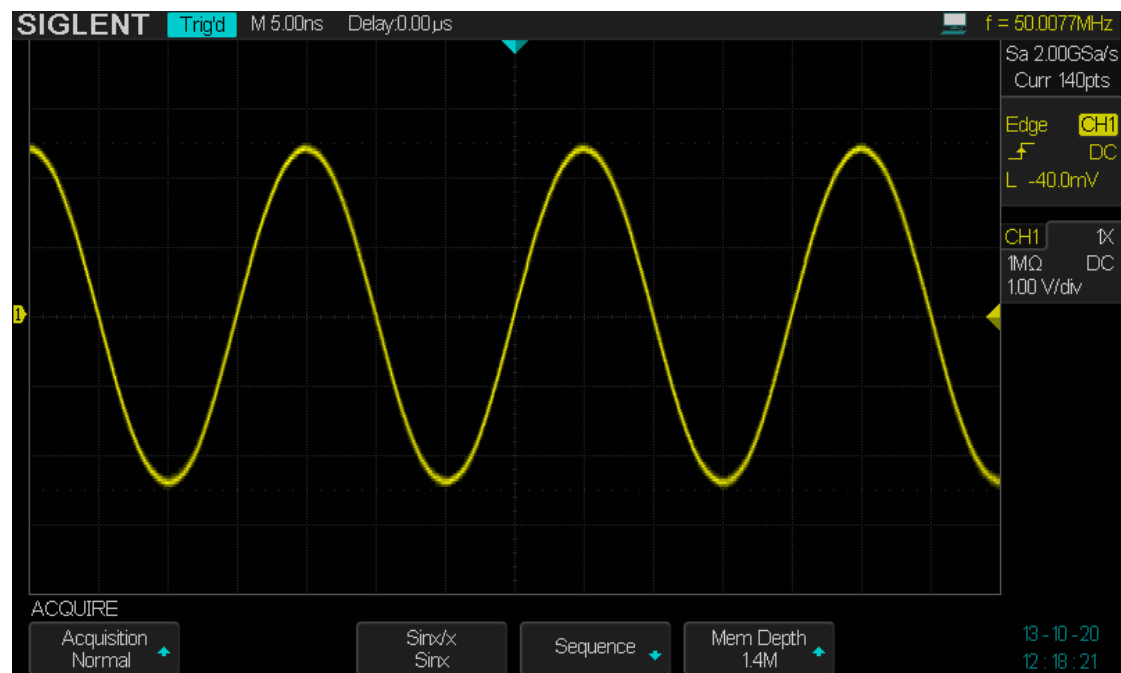 SIGLENT Trig'd M 5.00ns Delay:0.00µs f = 50.0077MHz
Sa 2.00GSa/s
Curr 140pts
Edge CH1
DC
L -40.0mV
CH1 1X
1MΩ DC
1.00 V/div
1
ACQUIRE
Acquisition
Normal
Sinx/x
Sinx
Sequence
Mem Depth
1.4M
13-10-20
12:18:21